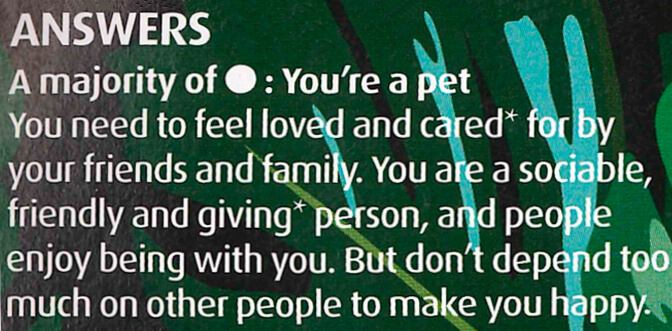 ANSWERS
A majority of ● : You're a pet
You need to feel loved and cared* for by
your friends and family. You are a sociable,
friendly and giving* person, and people
enjoy being with you. But don't depend too
much on other people to make you happy.